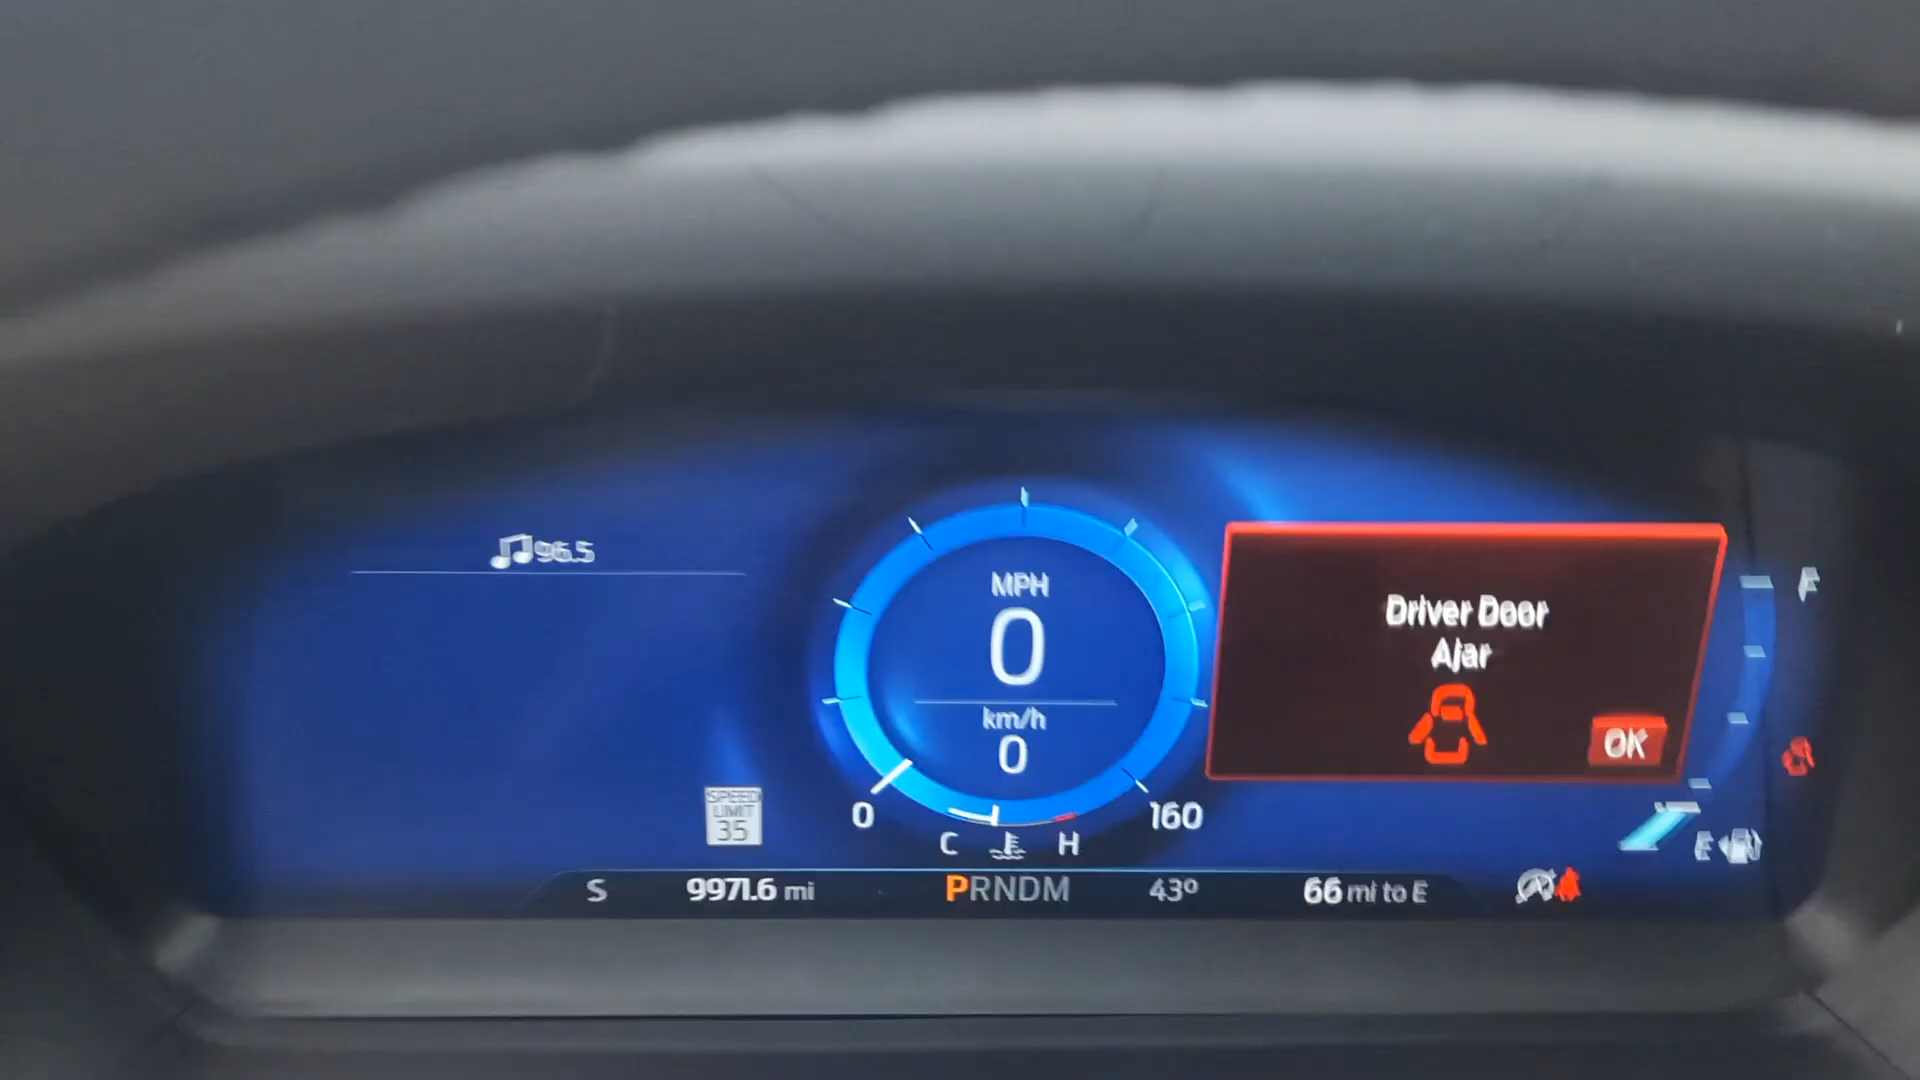 96.5
MPH
0
km/h
0
SPEED
LIMIT
35
0
160
C
H
Driver Door
Ajar
OK
F
E
S
9971.6 mi
PRNDM
43°
66 mi to E